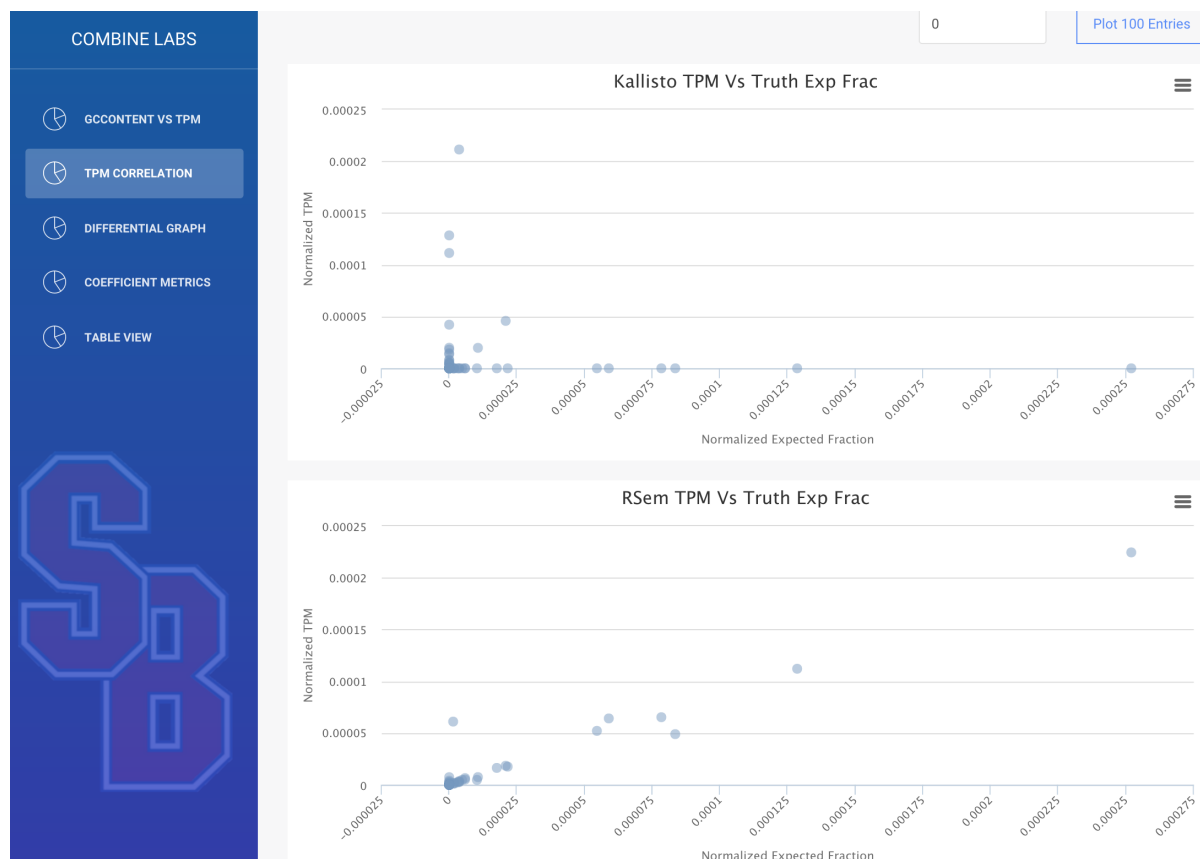 COMBINE LABS
0
Plot 100 Entries
GCCONTENT VS TPM
TPM CORRELATION
DIFFERENTIAL GRAPH
COEFFICIENT METRICS
TABLE VIEW
SB
Kallisto TPM Vs Truth Exp Frac
Normalized TPM
0.00025
0.0002
0.00015
0.0001
0.00005
0
-0.000025 0 0.000025 0.00005 0.000075 0.0001 0.000125 0.00015 0.000175 0.0002 0.000225 0.00025 0.000275
Normalized Expected Fraction
RSem TPM Vs Truth Exp Frac
Normalized TPM
0.00025
0.0002
0.00015
0.0001
0.00005
0
-0.000025 0 0.000025 0.00005 0.000075 0.0001 0.000125 0.00015 0.000175 0.0002 0.000225 0.00025 0.000275
Normalized Expected Fraction